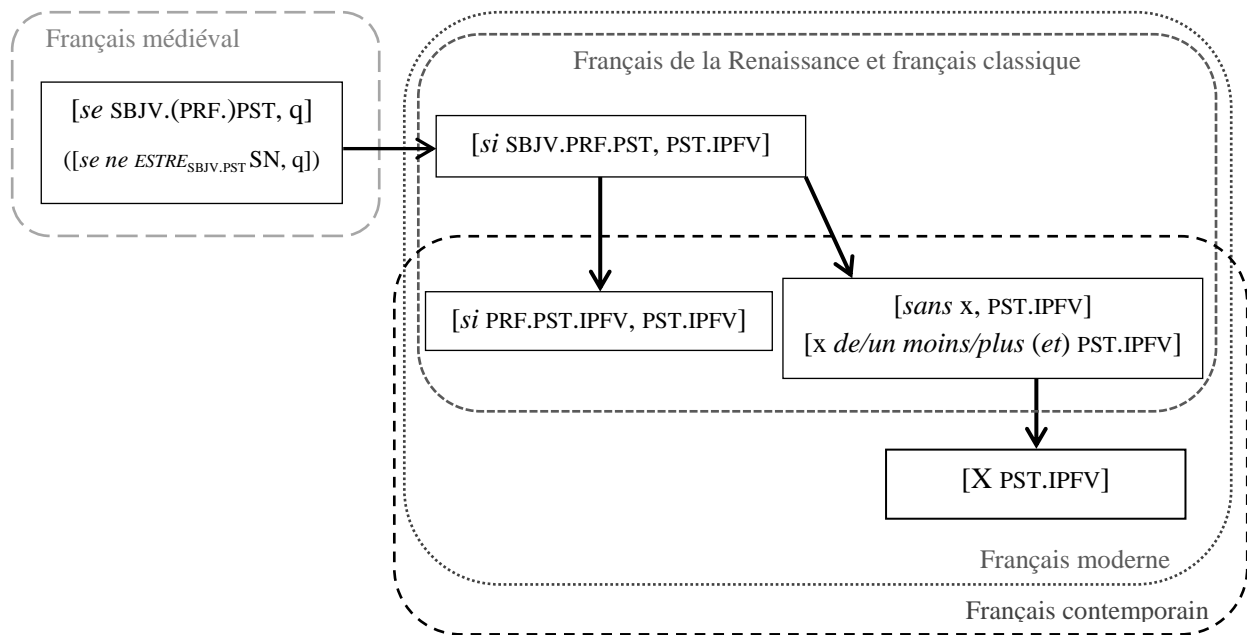 Français médiéval
[se SBJV.(PRF.)PST, q]
([se ne ESTRE SBJV.PST SN, q])
Français de la Renaissance et français classique
[si SBJV.PRF.PST, PST.IPFV]
[si PRF.PST.IPFV, PST.IPFV]
[sans x, PST.IPFV]
[x de/un moins/plus (et) PST.IPFV]
[X PST.IPFV]
Français moderne
Français contemporain